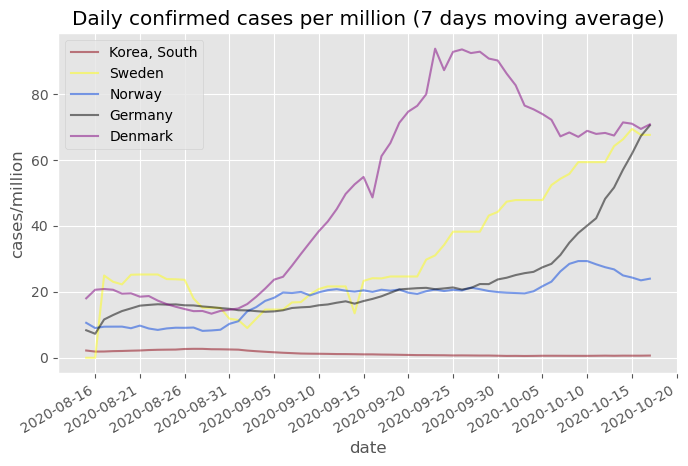 Daily confirmed cases per million (7 days moving average)
Korea, South
Sweden
Norway
Germany
Denmark
cases/million
80
60
40
20
0
2020-08-16
2020-08-21
2020-08-26
2020-08-31
2020-09-05
2020-09-10
2020-09-15
2020-09-20
2020-09-25
2020-09-30
2020-10-05
2020-10-10
2020-10-15
2020-10-20
date